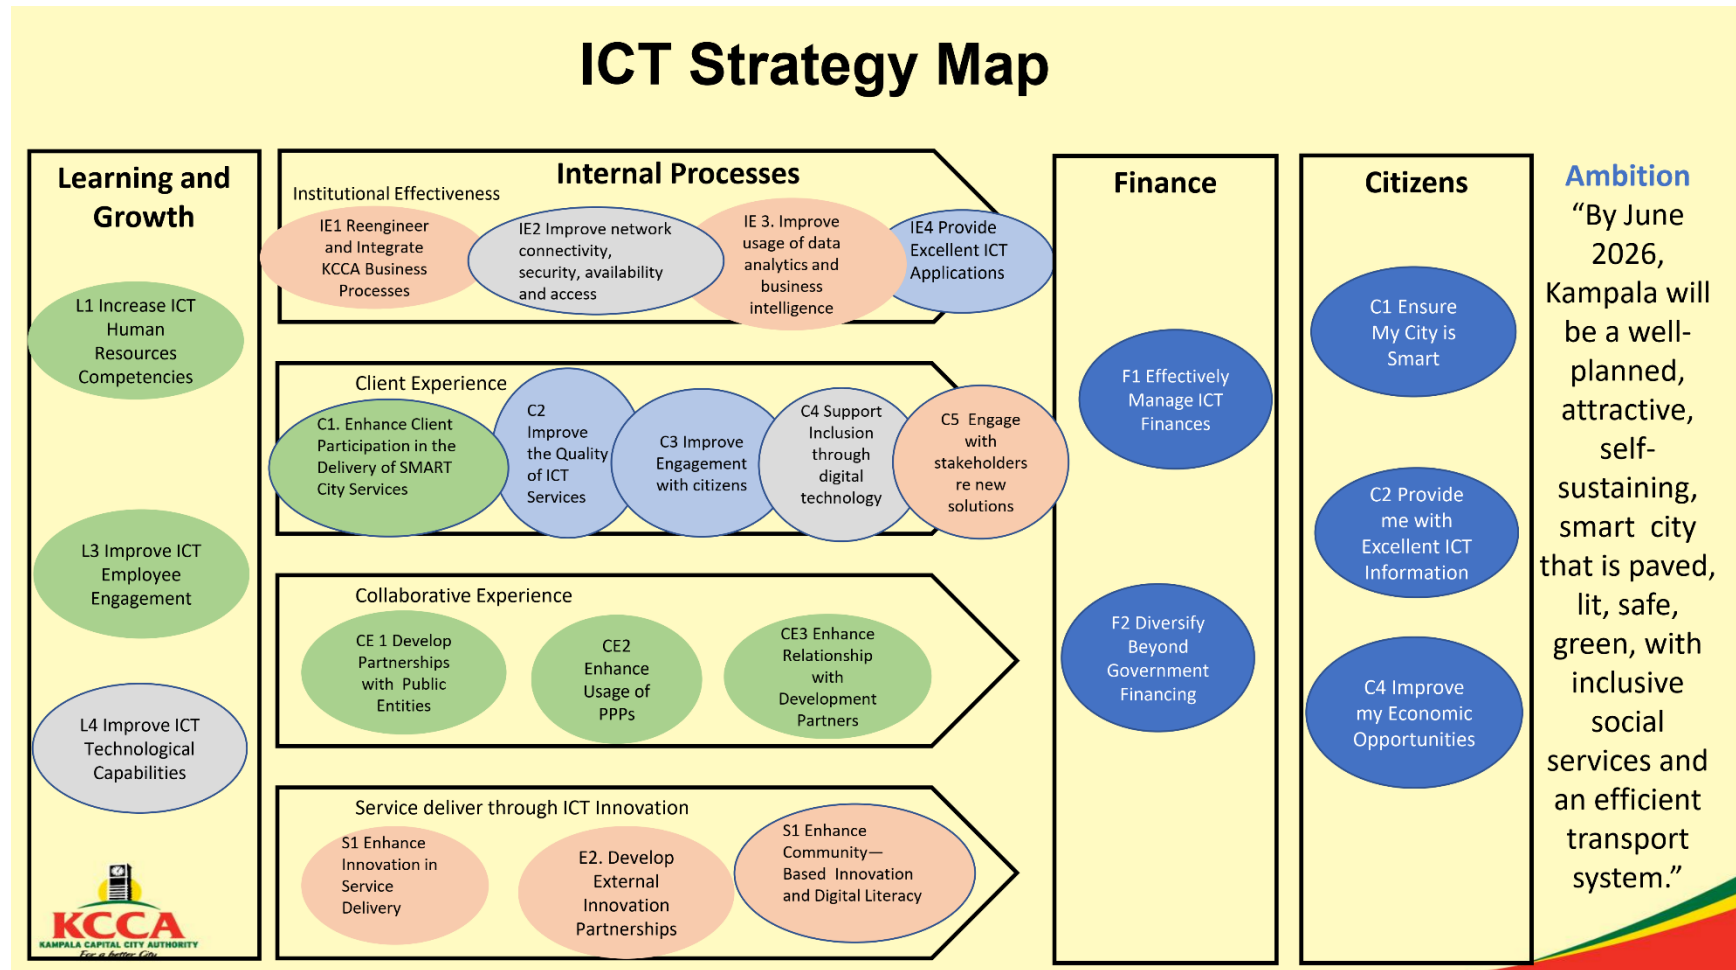 ICT Strategy Map
Learning and
Growth
L1 Increase ICT
Human
Resources
Competencies
L3 Improve ICT
Employee
Engagement
L4 Improve ICT
Technological
Capabilities
KCCA
KAMPALA CAPITAL CITY AUTHORITY
For a better City
Internal Processes
Institutional Effectiveness
IE1 Reengineer
and Integrate
KCCA Business
Processes
IE2 Improve network
connectivity,
security, availability
and access
IE 3. Improve
usage of data
analytics and
business
intelligence
IE4 Provide
Excellent ICT
Applications
Client Experience
C1. Enhance Client
Participation in the
Delivery of SMART
City Services
C2
Improve
the Quality
of ICT
Services
C3 Improve
Engagement
with citizens
C4 Support
Inclusion
through
digital
technology
C5 Engage
with
stakeholders
re new
solutions
Collaborative Experience
CE 1 Develop
Partnerships
with Public
Entities
CE2
Enhance
Usage of
PPPs
CE3 Enhance
Relationship
with
Development
Partners
Service deliver through ICT Innovation
S1 Enhance
Innovation in
Service
Delivery
E2. Develop
External
Innovation
Partnerships
S1 Enhance
Community—
Based Innovation
and Digital Literacy
Finance
F1 Effectively
Manage ICT
Finances
F2 Diversify
Beyond
Government
Financing
Citizens
C1 Ensure
My City is
Smart
C2 Provide
me with
Excellent ICT
Information
C4 Improve
my Economic
Opportunities
Ambition
“By June
2026,
Kampala will
be a well-
planned,
attractive,
self-
sustaining,
smart city
that is paved,
lit, safe,
green, with
inclusive
social
services and
an efficient
transport
system.”